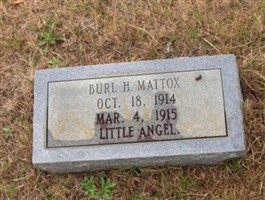 BURL H. MATTOX
OCT. 18, 1914
MAR. 4, 1915
LITTLE ANGEL.